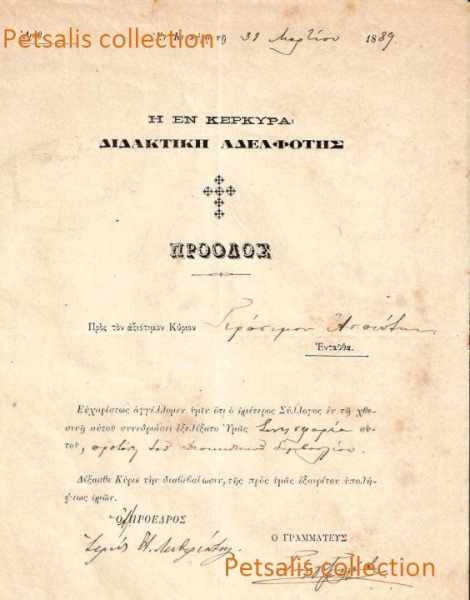 Petsalis collection
31 Μαρτίου 1889
Η ΕΝ ΚΕΡΚΥΡΑ
ΔΙΔΑΚΤΙΚΗ ΑΔΕΛΦΟΤΗΣ
ΠΡΟΟΔΟΣ
Πρὸς τὸν ἀξιότιμον Κύριον Γεράσιμον
Ἐνταῦθα.
Εὐχαρίστως ἀγγέλλομεν ὑμῖν ὅτι ὁ ἡμέτερος Σύλλογος ἐν τῇ χθε-
σινῇ αὑτοῦ συνεδριάσει ἐξελέξατο Ὑμᾶς αὐ-
τοῦ,
Δέξασθε Κύριε τὴν διαβεβαίωσιν, τῆς πρὸς ὑμᾶς ἐξαιρέτου ὑπολή-
ψεως ἡμῶν.
Ο ΠΡΟΕΔΡΟΣ
Ο ΓΡΑΜΜΑΤΕΥΣ
Petsalis collection